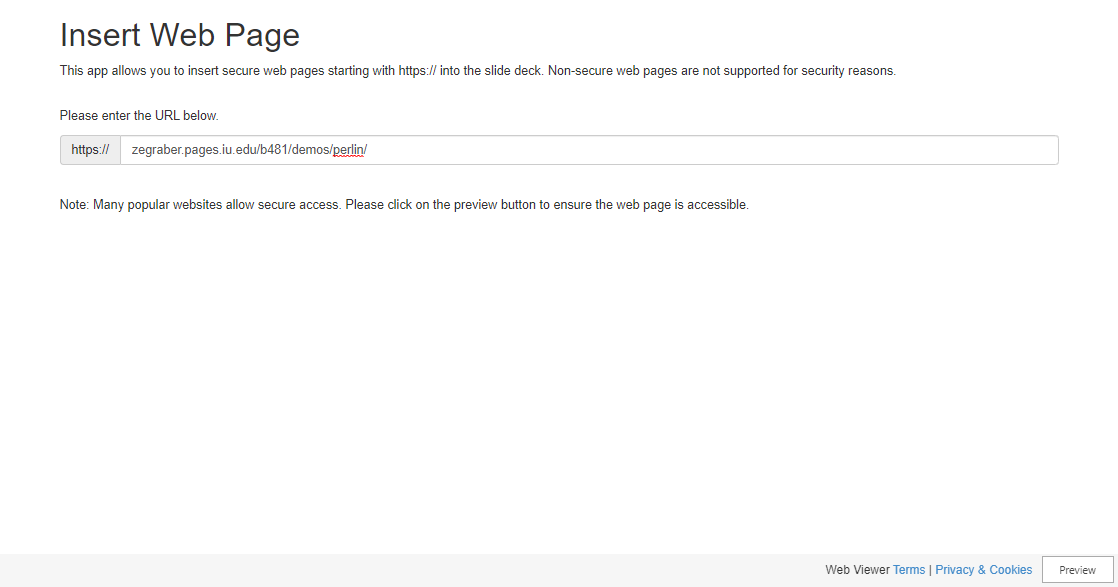 Insert Web Page
This app allows you to insert secure web pages starting with https:// into the slide deck. Non-secure web pages are not supported for security reasons.
Please enter the URL below.
https:// zegraber.pages.iu.edu/b481/demos/perlin/
Note: Many popular websites allow secure access. Please click on the preview button to ensure the web page is accessible.
Web Viewer Terms | Privacy & Cookies Preview